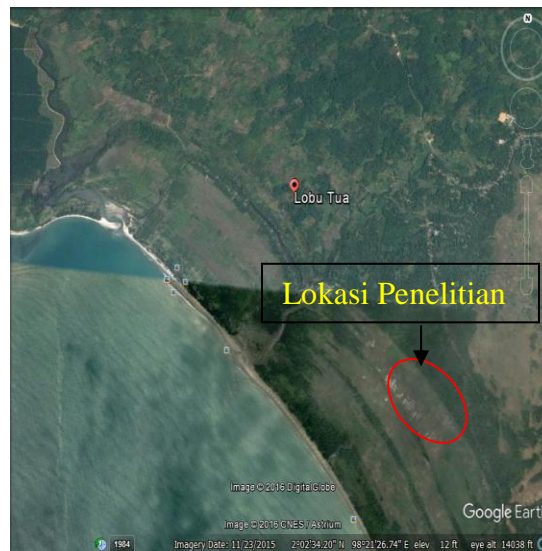 N
Lobu Tua
Lokasi Penelitian
Image © 2016 DigitalGlobe
Google Eart
Image © 2016 CNES / Astrium
1984 Imagery Date: 11/23/2015 2°02'34.20" N 98°21'26.74" E elev 12 ft eye alt 14038 ft